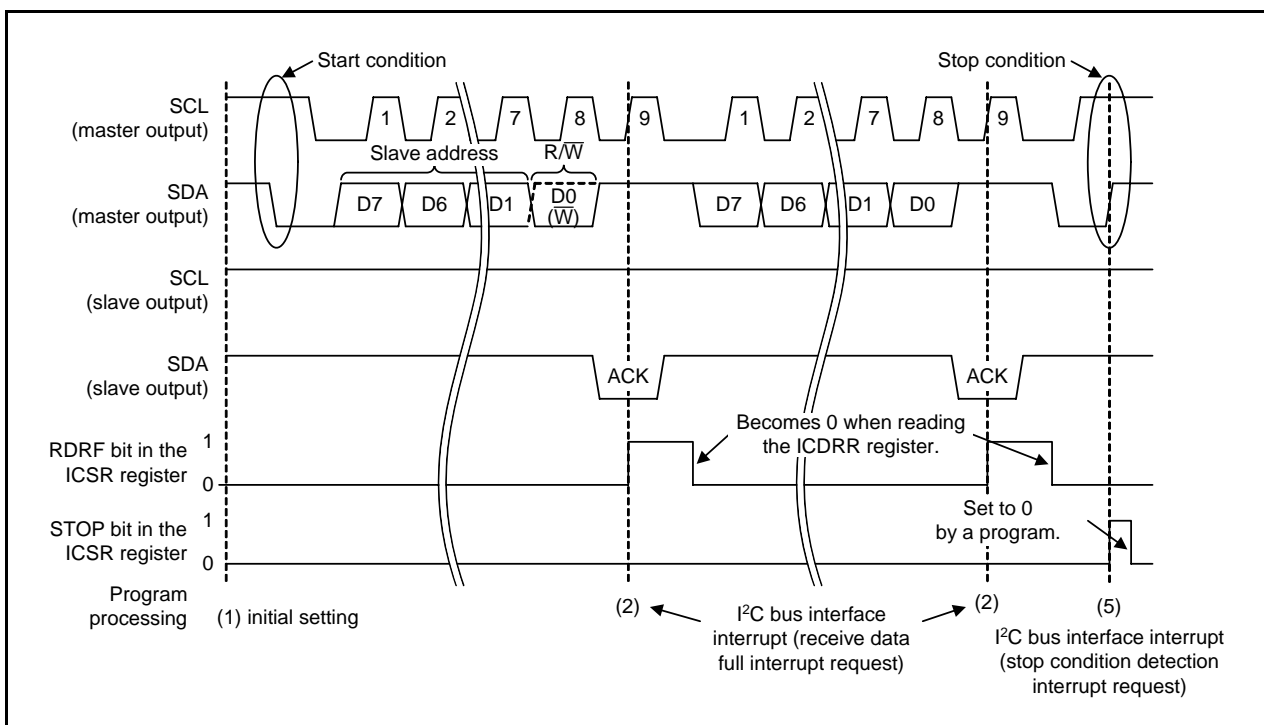 Start condition
Stop condition
SCL
(master output)
1
2
7
8
9
1
2
7
8
9
Slave address
R/W̅
SDA
(master output)
D7
D6
D1
D0
(W̅)
D7
D6
D1
D0
SCL
(slave output)
SDA
(slave output)
ACK
ACK
RDRF bit in the
ICSR register
1
0
Becomes 0 when reading
the ICDRR register.
STOP bit in the
ICSR register
1
0
Set to 0
by a program.
Program
processing
(1) initial setting
(2)
I²C bus interface
interrupt (receive data
full interrupt request)
(2)
(5)
I²C bus interface interrupt
(stop condition detection
interrupt request)